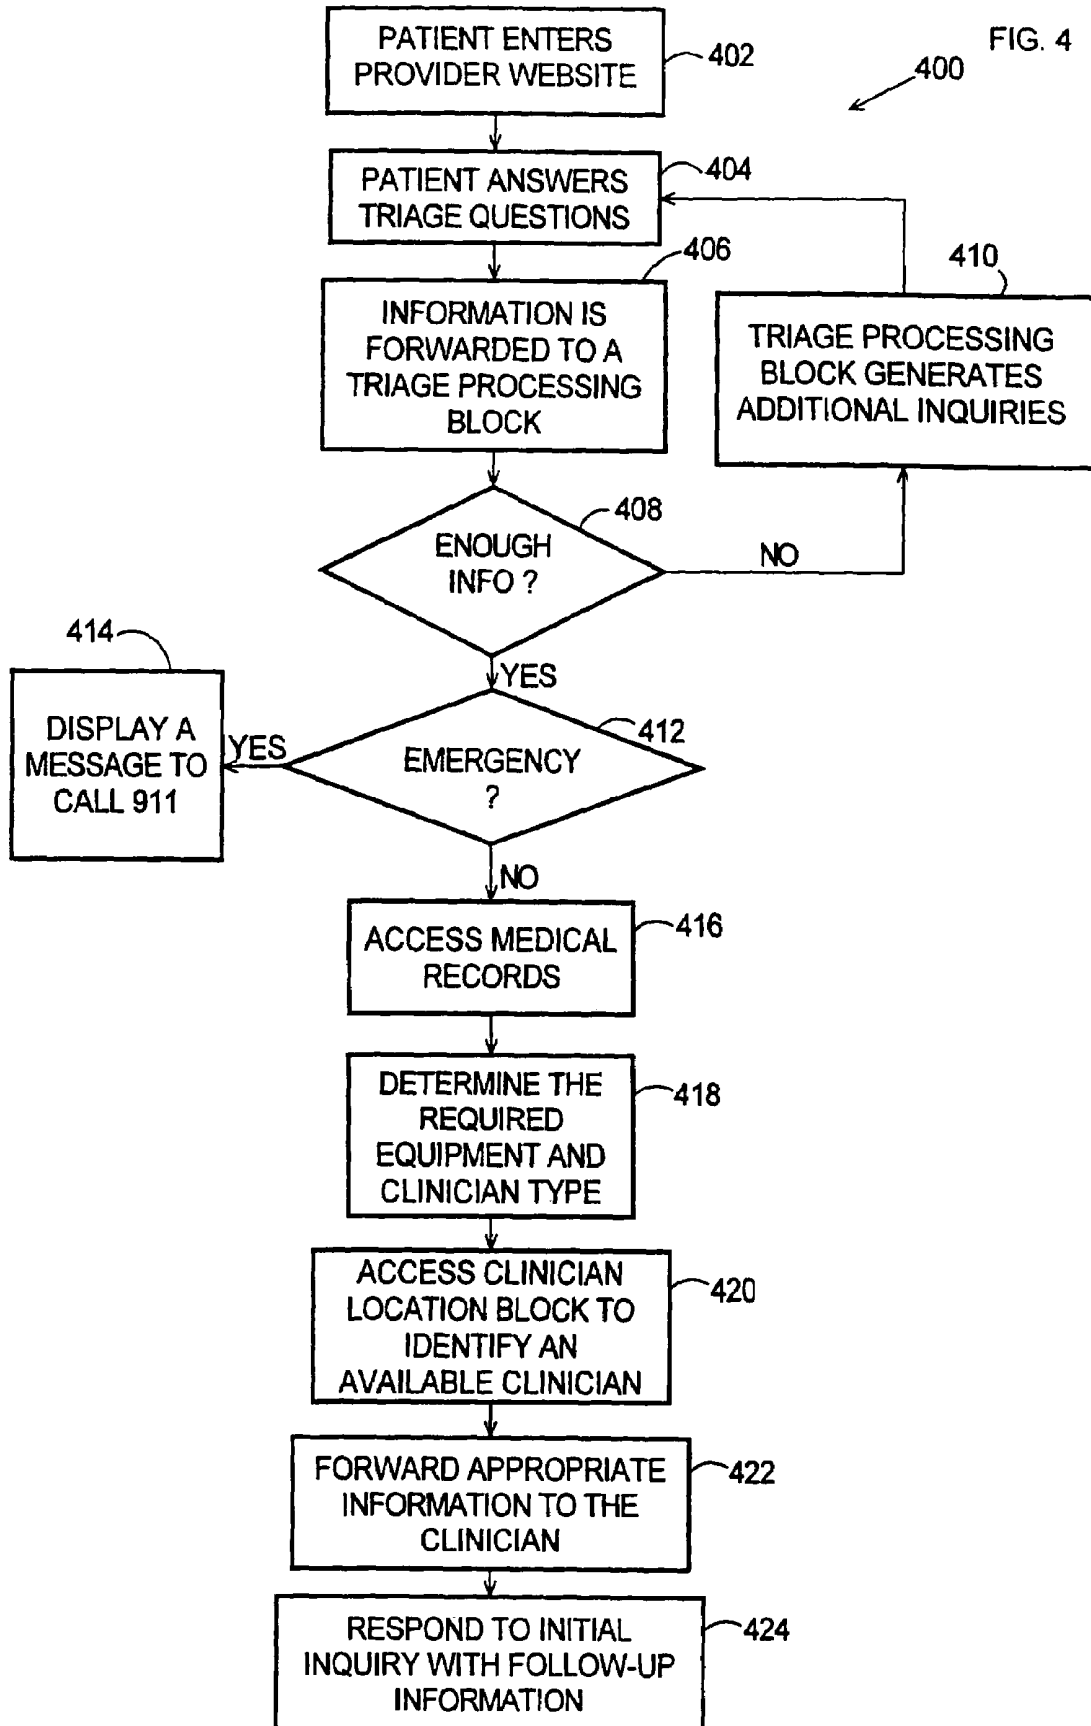 FIG. 4
400
PATIENT ENTERS
PROVIDER WEBSITE
402
PATIENT ANSWERS
TRIAGE QUESTIONS
404
INFORMATION IS
FORWARDED TO A
TRIAGE PROCESSING
BLOCK
406
TRIAGE PROCESSING
BLOCK GENERATES
ADDITIONAL INQUIRIES
410
ENOUGH
INFO ?
408
NO
YES
EMERGENCY
?
412
YES
DISPLAY A
MESSAGE TO
CALL 911
414
NO
ACCESS MEDICAL
RECORDS
416
DETERMINE THE
REQUIRED
EQUIPMENT AND
CLINICIAN TYPE
418
ACCESS CLINICIAN
LOCATION BLOCK TO
IDENTIFY AN
AVAILABLE CLINICIAN
420
FORWARD APPROPRIATE
INFORMATION TO THE
CLINICIAN
422
RESPOND TO INITIAL
INQUIRY WITH FOLLOW-UP
INFORMATION
424